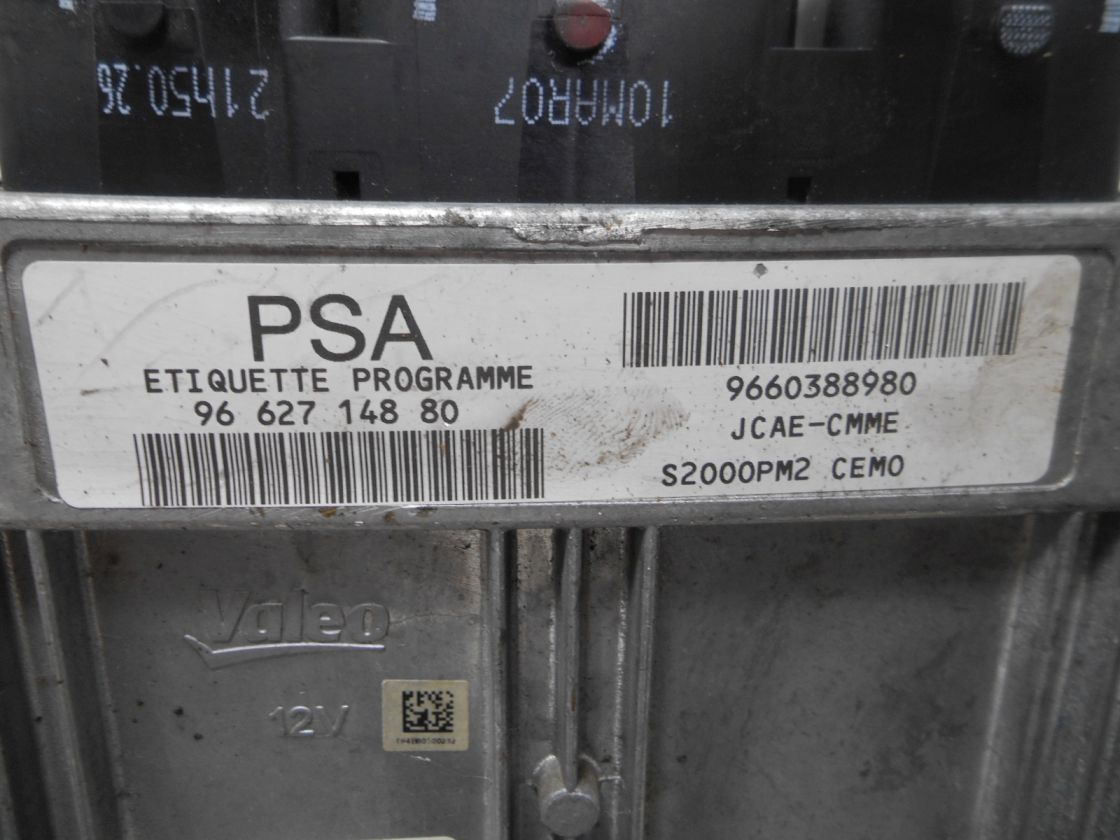 10MAR07
21h50.26
PSA
ETIQUETTE PROGRAMME
96 627 148 80
9660388980
JCAE-CMME
S2000PM2 CEMO
Valeo
12V